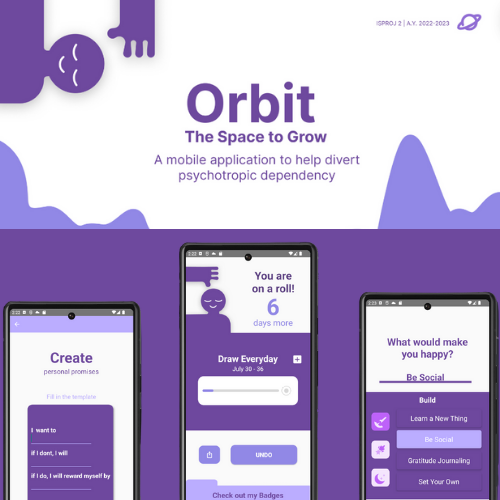 ISPROJ 2 | A.Y. 2022-2023
Orbit
The Space to Grow
A mobile application to help divert
psychotropic dependency
Create
personal promises
Fill in the template
I want to
if I dont, I will
if I do, I will reward myself by
You are
on a roll!
6
days more
Draw Everyday
July 30 - 36
UNDO
Check out my Badges
What would make
you happy?
Be Social
Build
Learn a New Thing
Be Social
Gratitude Journaling
Set Your Own